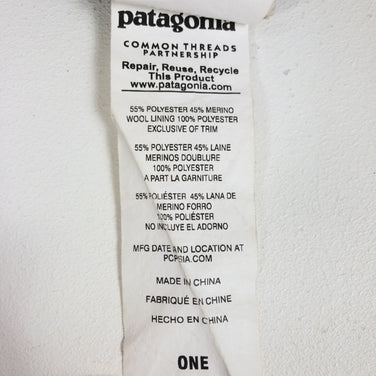 patagonia
COMMON THREADS
PARTNERSHIP
Repair, Reuse, Recycle
This Product
www.patagonia.com
55% POLYESTER 45% MERINO
WOOL LINING 100% POLYESTER
EXCLUSIVE OF TRIM
55% POLYESTER 45% LAINE
MERINOS DOUBLURE
100% POLYESTER
A PART LA GARNITURE
55% POLIÉSTER 45% LANA DE
MERINO FORRO
100% POLIÉSTER
NO INCLUYE EL ADORNO
MFG DATE AND LOCATION AT
PCPSIA.COM
MADE IN CHINA
FABRIQUÉ EN CHINE
HECHO EN CHINA
ONE